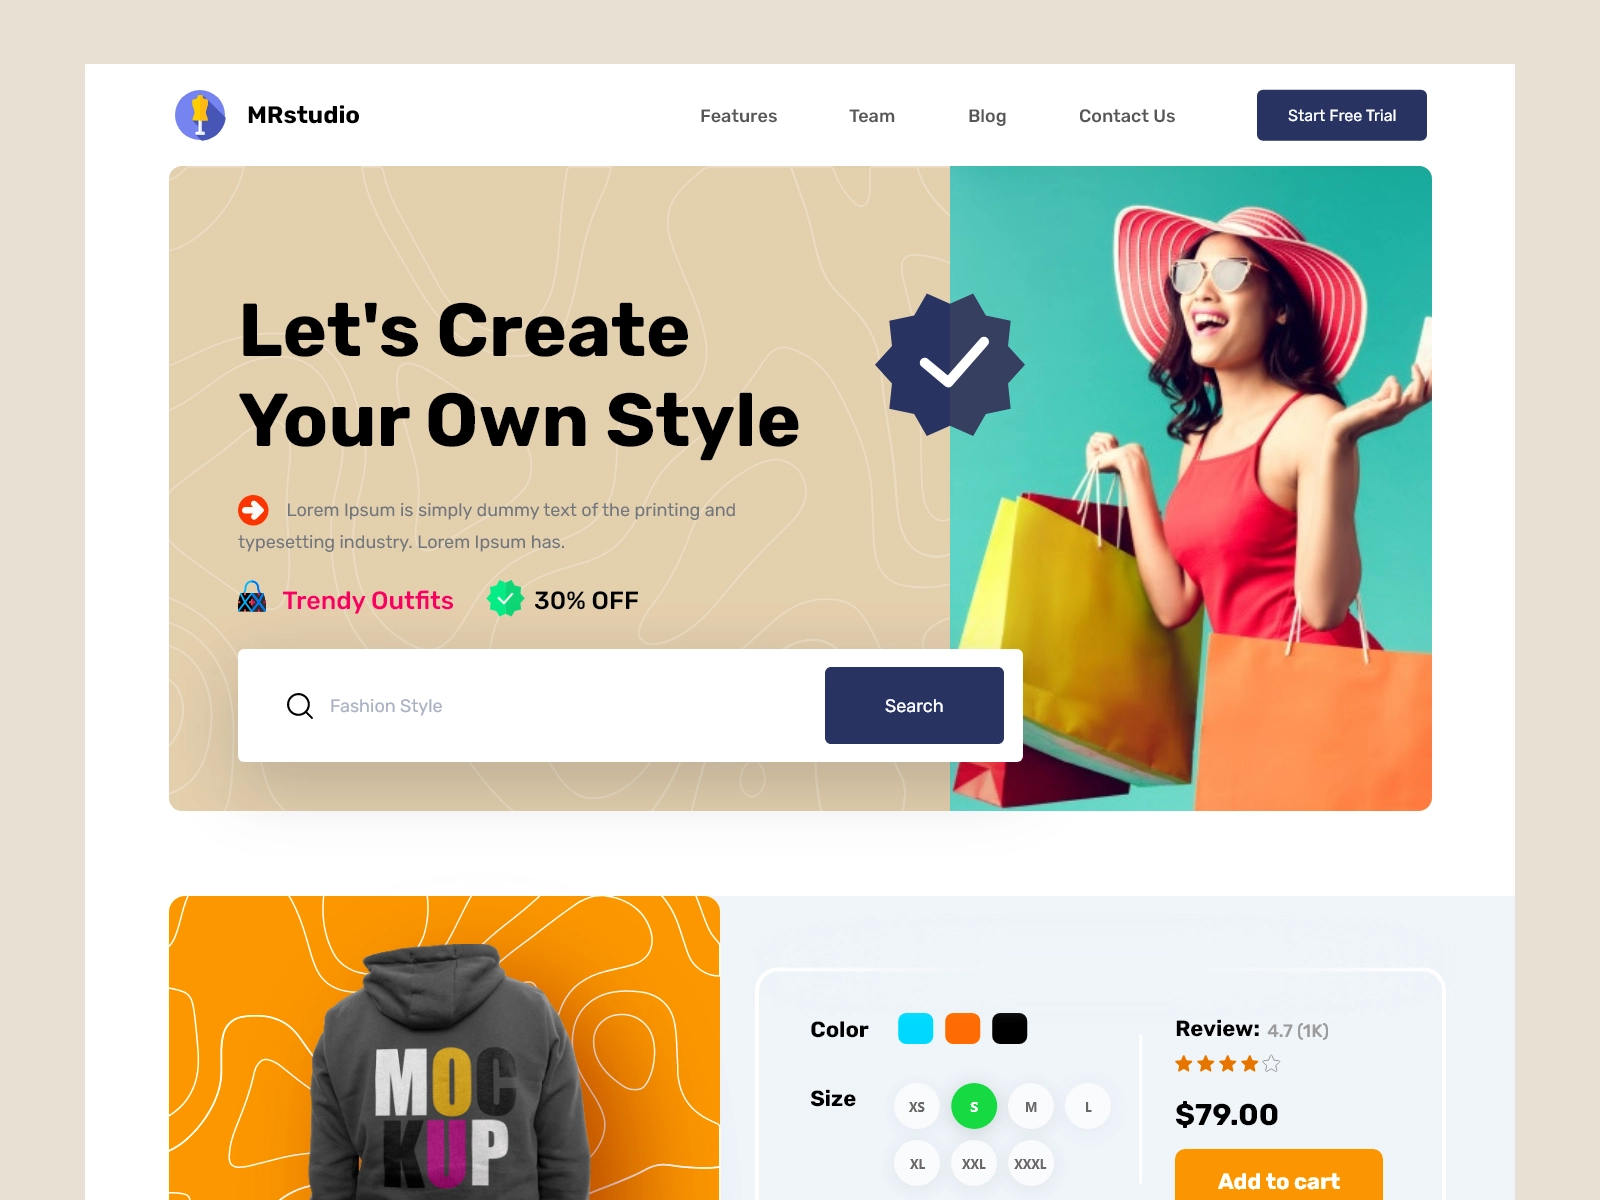 MRstudio
Features
Team
Blog
Contact Us
Start Free Trial
Let's Create
Your Own Style
Lorem Ipsum is simply dummy text of the printing and
typesetting industry. Lorem Ipsum has.
Trendy Outfits
30% OFF
Fashion Style
Search
MOC
KUP
Color
Size
XS
S
M
L
XL
XXL
XXXL
Review: 4.7 (1K)
$79.00
Add to cart